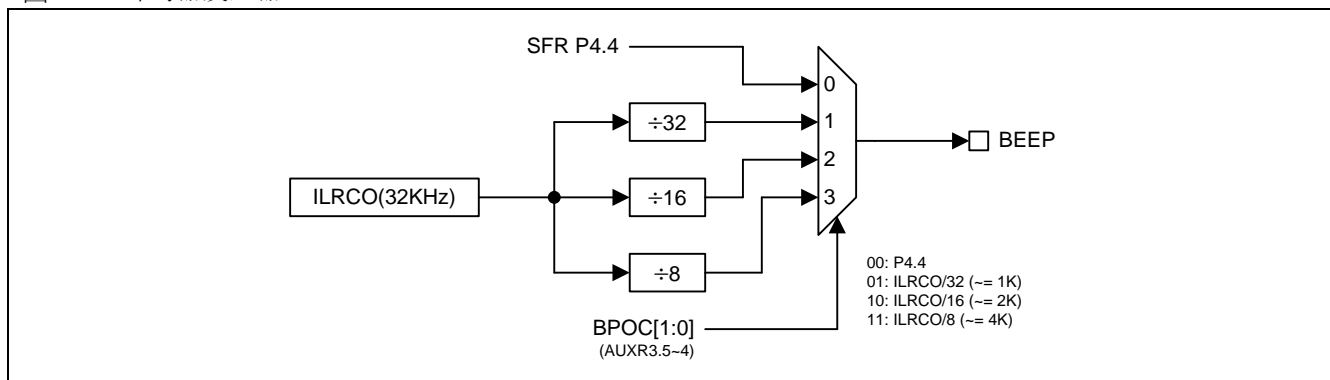 SFR P4.4
0
÷32
1
BEEP
÷16
2
ILRCO(32KHz)
3
÷8
00: P4.4
01: ILRCO/32 (~= 1K)
10: ILRCO/16 (~= 2K)
11: ILRCO/8 (~= 4K)
BPOC[1:0]
(AUXR3.5~4)